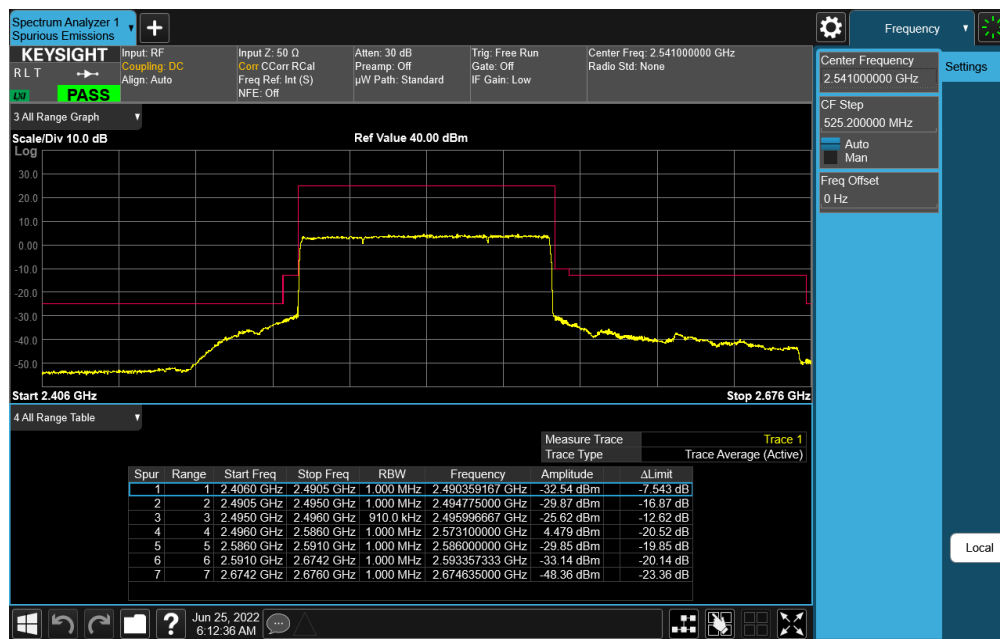 Spectrum Analyzer 1
Spurious Emissions
Frequency
KEYSIGHT
Input: RF
Coupling: DC
Align: Auto
Input Z: 50 Ω
Corr CCorr RCal
Freq Ref: Int (S)
NFE: Off
Atten: 30 dB
Preamp: Off
µW Path: Standard
Trig: Free Run
Gate: Off
IF Gain: Low
Center Freq: 2.541000000 GHz
Radio Std: None
R L T
LXI
PASS
Center Frequency
2.541000000 GHz
Settings
CF Step
525.200000 MHz
Auto
Man
Freq Offset
0 Hz
3 All Range Graph
Scale/Div 10.0 dB
Ref Value 40.00 dBm
Log
30.0
20.0
10.0
0.00
-10.0
-20.0
-30.0
-40.0
-50.0
Start 2.406 GHz
Stop 2.676 GHz
4 All Range Table
Measure Trace Trace 1
Trace Type Trace Average (Active)
Spur Range Start Freq Stop Freq RBW Frequency Amplitude ΔLimit
1 1 2.4060 GHz 2.4905 GHz 1.000 MHz 2.490359167 GHz -32.54 dBm -7.543 dB
2 2 2.4905 GHz 2.4950 GHz 1.000 MHz 2.494775000 GHz -29.87 dBm -16.87 dB
3 3 2.4950 GHz 2.4960 GHz 910.0 kHz 2.495996667 GHz -25.62 dBm -12.62 dB
4 4 2.4960 GHz 2.5860 GHz 1.000 MHz 2.573100000 GHz 4.479 dBm -20.52 dB
5 5 2.5860 GHz 2.5910 GHz 1.000 MHz 2.586000000 GHz -29.85 dBm -19.85 dB
6 6 2.5910 GHz 2.6742 GHz 1.000 MHz 2.593357333 GHz -33.14 dBm -20.14 dB
7 7 2.6742 GHz 2.6760 GHz 1.000 MHz 2.674635000 GHz -48.36 dBm -23.36 dB
Local
Jun 25, 2022
6:12:36 AM